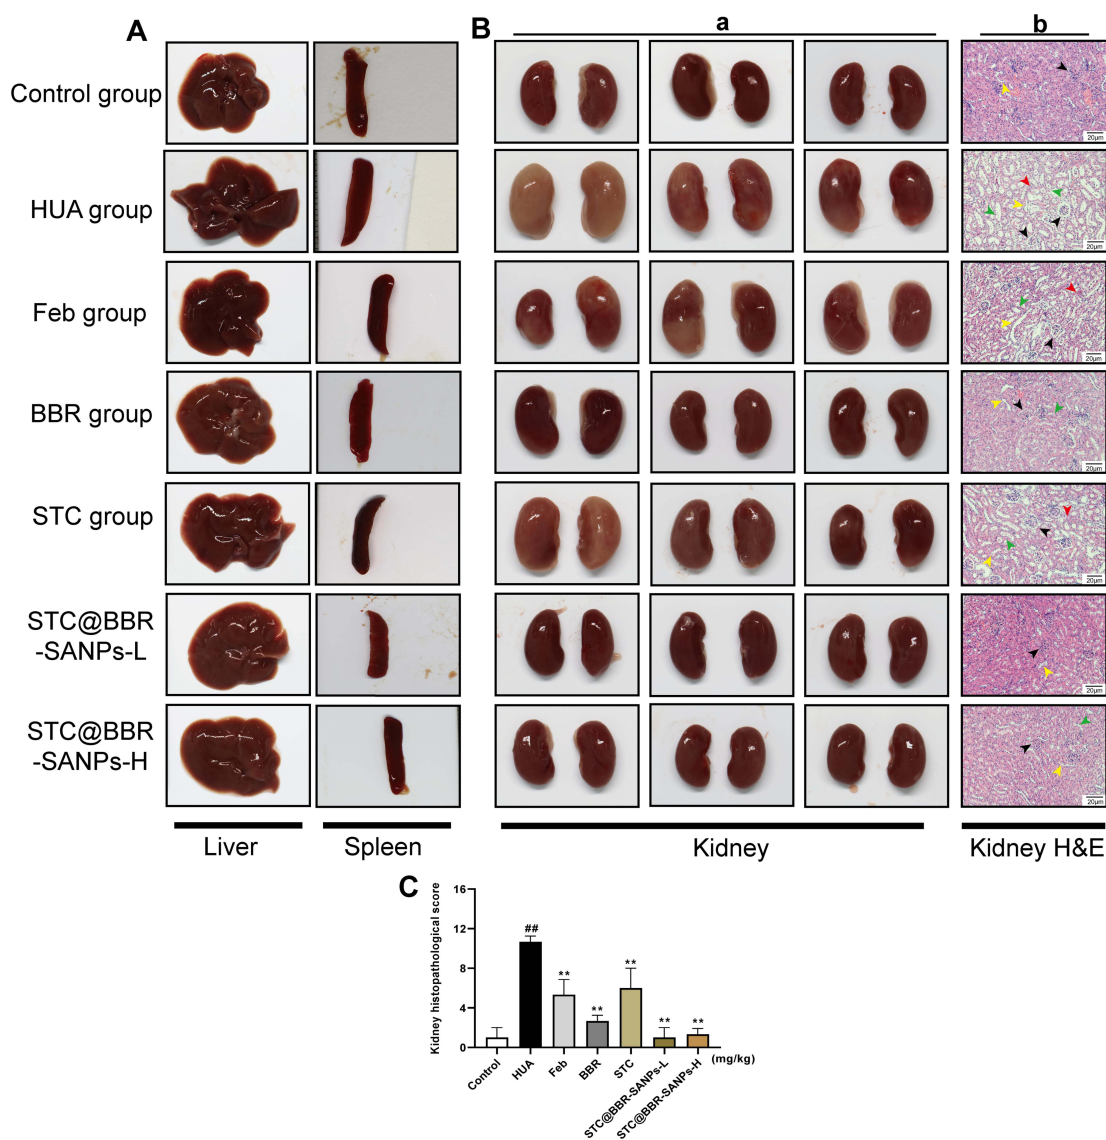 A
B
a
b
Control group
20μm
HUA group
20μm
Feb group
20μm
BBR group
20μm
STC group
20μm
STC@BBR
-SANPs-L
20μm
STC@BBR
-SANPs-H
20μm
Liver
Spleen
Kidney
Kidney H&E
C
Kidney histopathological score
16
12
8
4
0
##
**
**
**
**
**
Control
HUA
Feb
BBR
STC
STC@BBR-SANPs-L
STC@BBR-SANPs-H
(mg/kg)